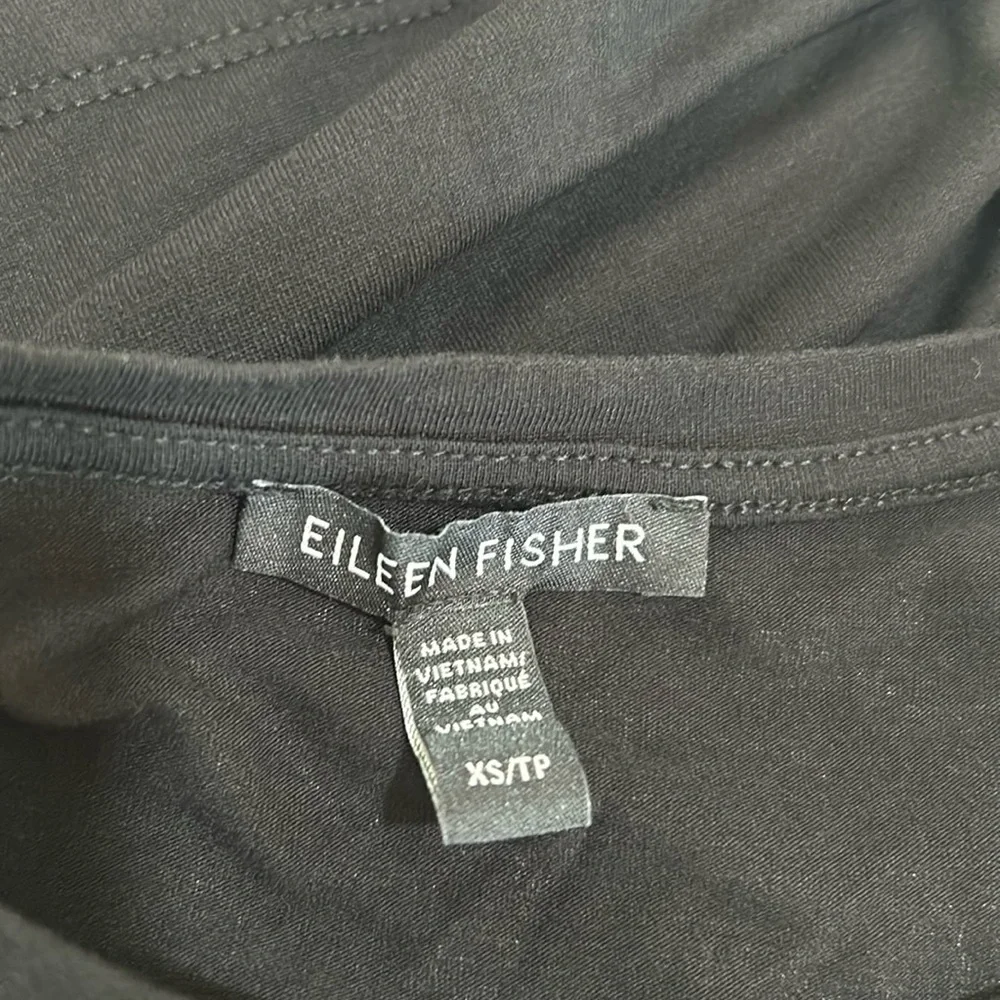 EILEEN FISHER
MADE IN
VIETNAM/
FABRIQUÉ
AU
VIETNAM
XS/TP